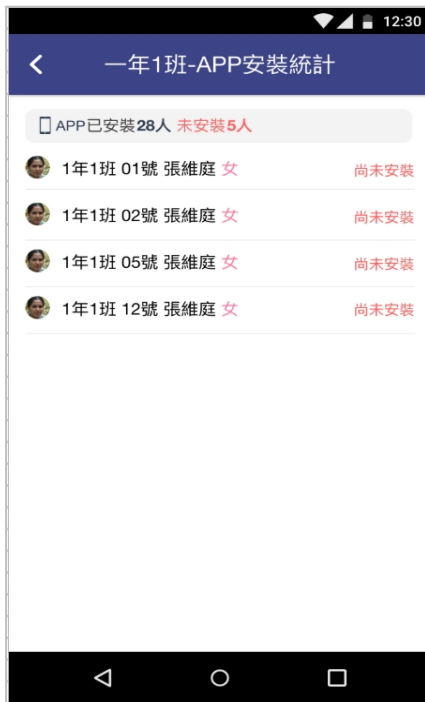 12:30
一年1班-APP安裝統計
APP已安裝28人 未安裝5人
1年1班 01號 張維庭 女 尚未安裝
1年1班 02號 張維庭 女 尚未安裝
1年1班 05號 張維庭 女 尚未安裝
1年1班 12號 張維庭 女 尚未安裝